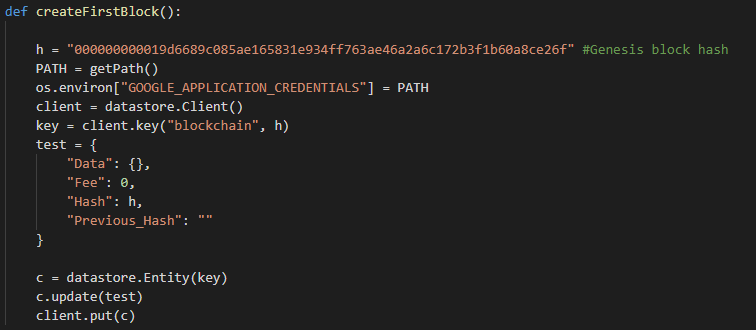 def createFirstBlock():
h = "000000000019d6689c085ae165831e934ff763ae46a2a6c172b3f1b60a8ce26f" #Genesis block hash
PATH = getPath()
os.environ["GOOGLE_APPLICATION_CREDENTIALS"] = PATH
client = datastore.Client()
key = client.key("blockchain", h)
test = {
"Data": {},
"Fee": 0,
"Hash": h,
"Previous_Hash": ""
}
c = datastore.Entity(key)
c.update(test)
client.put(c)